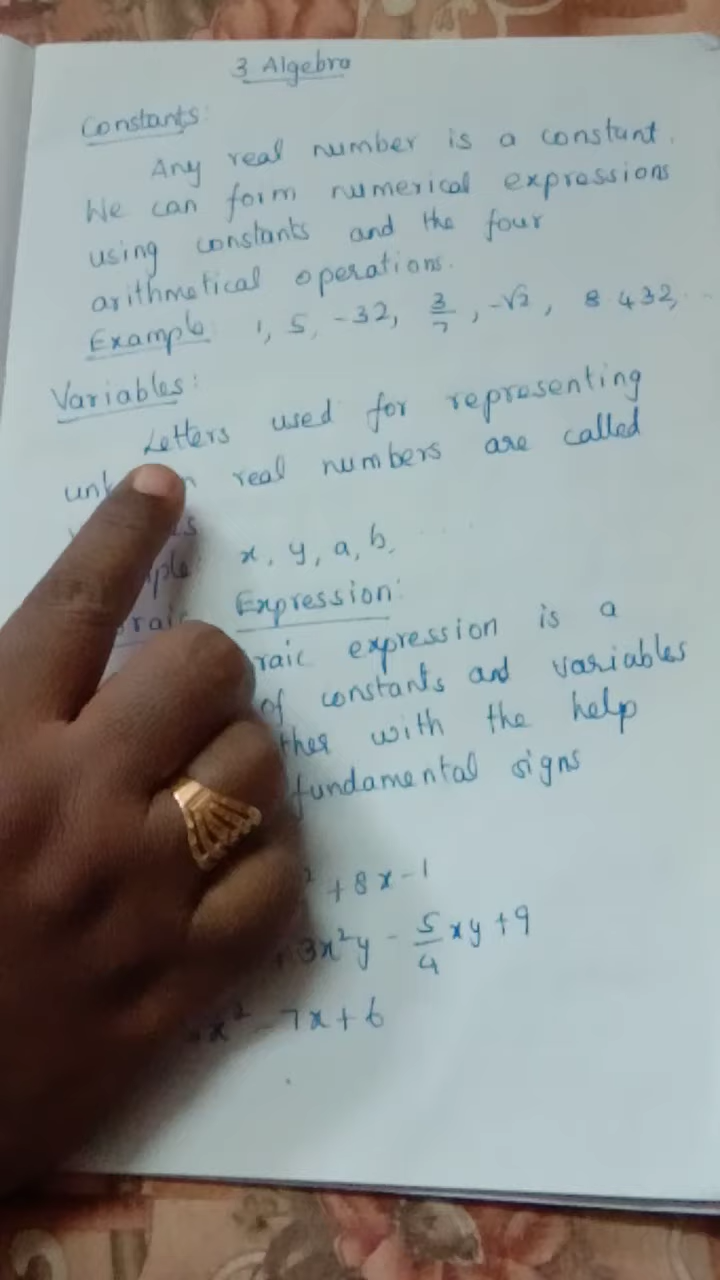 3 Algebra
Constants:
Any real number is a constant.
We can form numerical expressions
using constants and the four
arithmetical operations.
Example: 1, 5, -32, 3/7, -√2, 8.432, ...
Variables:
Letters used for representing
real numbers are called
x, y, a, b, ...
Expression:
expression is a
of constants and variables
with the help
fundamental signs
+ 8x - 1
3x²y - 5/4 xy + 9
x² - 7x + 6